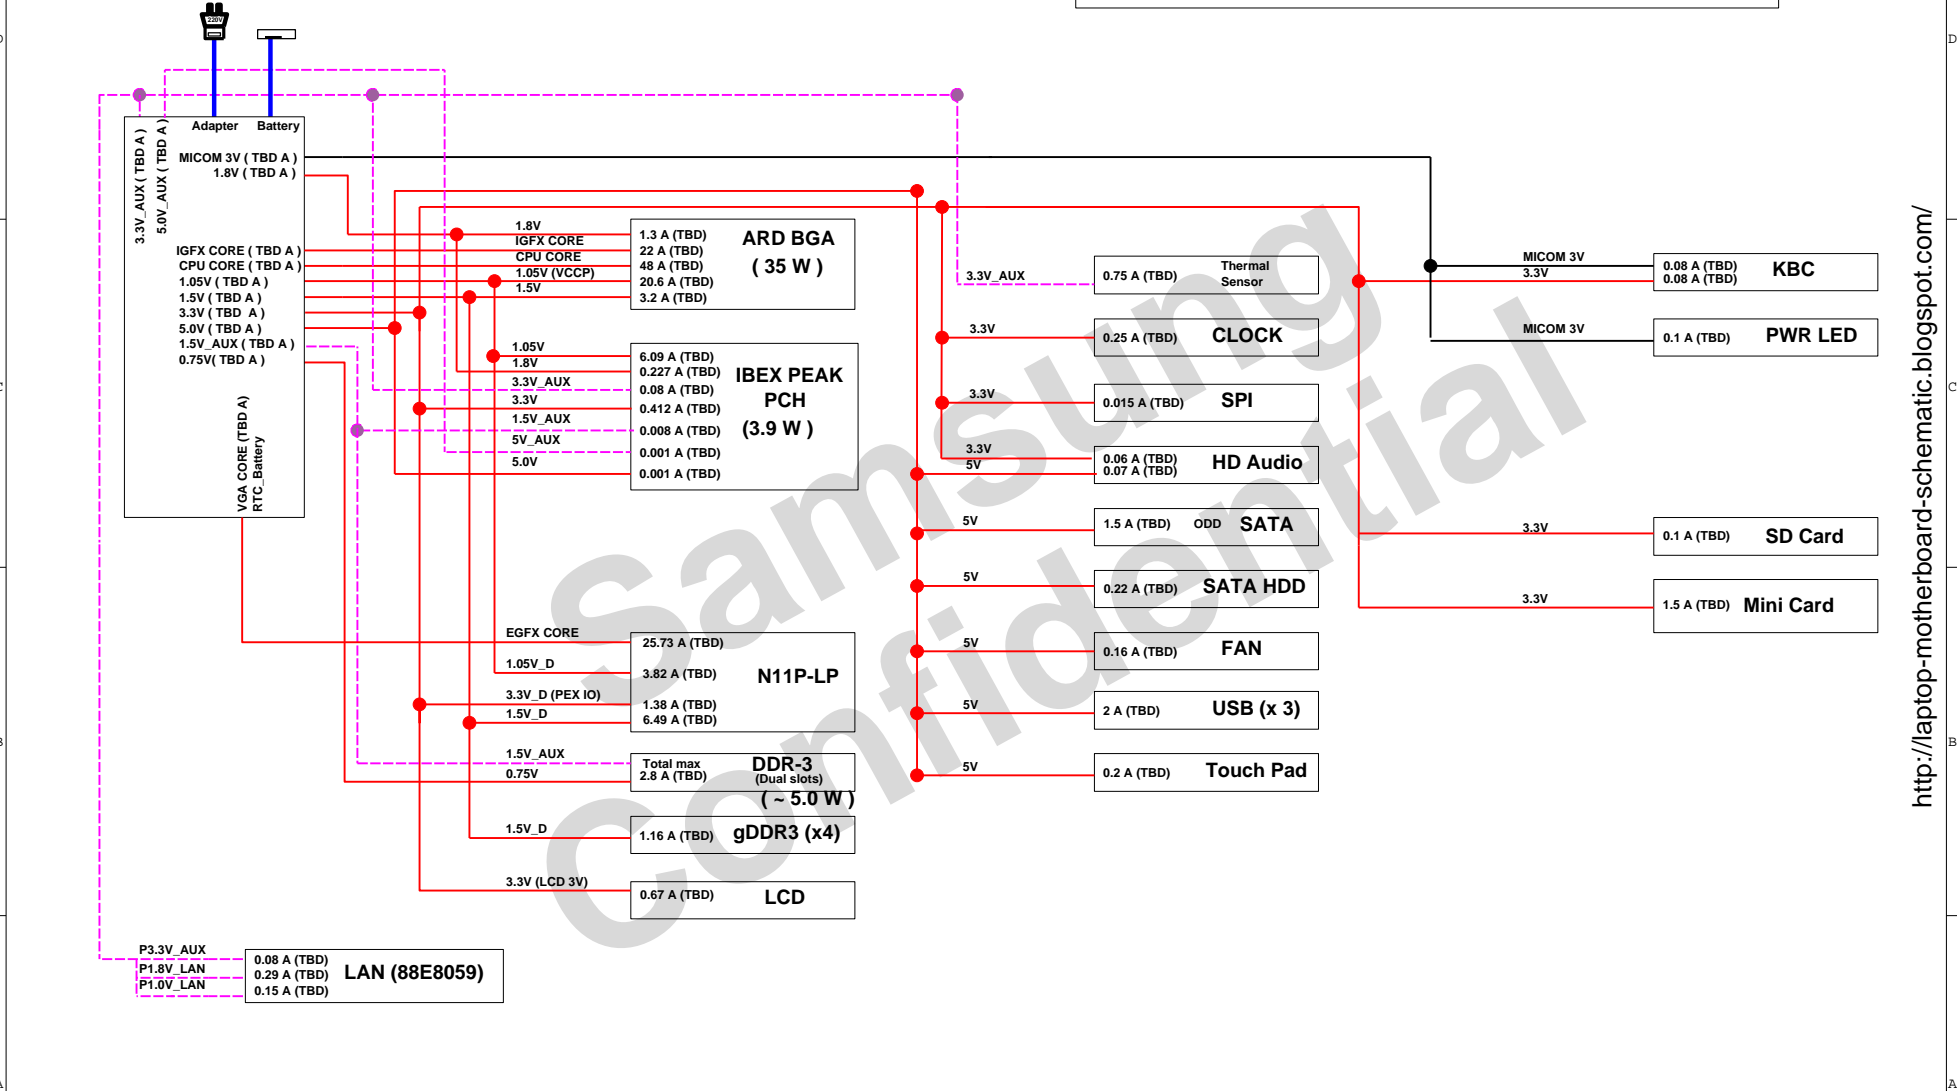 220V
D
D
Adapter Battery
3.3V_AUX ( TBD A )
5.0V_AUX ( TBD A )
MICOM 3V ( TBD A )
1.8V ( TBD A )
IGFX CORE ( TBD A )
CPU CORE ( TBD A )
1.05V ( TBD A )
1.5V ( TBD A )
3.3V ( TBD A )
5.0V ( TBD A )
1.5V_AUX ( TBD A )
0.75V( TBD A )
VGA CORE (TBD A)
RTC_Battery
1.8V
IGFX CORE
CPU CORE
1.05V (VCCP)
1.5V
1.3 A (TBD)
22 A (TBD)
48 A (TBD)
20.6 A (TBD)
3.2 A (TBD)
ARD BGA
( 35 W )
1.05V
1.8V
3.3V_AUX
3.3V
1.5V_AUX
5V_AUX
5.0V
6.09 A (TBD)
0.227 A (TBD)
0.08 A (TBD)
0.412 A (TBD)
0.008 A (TBD)
0.001 A (TBD)
0.001 A (TBD)
IBEX PEAK
PCH
(3.9 W )
EGFX CORE
1.05V_D
3.3V_D (PEX IO)
1.5V_D
25.73 A (TBD)
3.82 A (TBD)
1.38 A (TBD)
6.49 A (TBD)
N11P-LP
1.5V_AUX
0.75V
Total max
2.8 A (TBD)
DDR-3
(Dual slots)
( ~ 5.0 W )
1.5V_D
1.16 A (TBD)
gDDR3 (x4)
3.3V (LCD 3V)
0.67 A (TBD)
LCD
P3.3V_AUX
P1.8V_LAN
P1.0V_LAN
0.08 A (TBD)
0.29 A (TBD)
0.15 A (TBD)
LAN (88E8059)
3.3V_AUX
0.75 A (TBD)
Thermal
Sensor
3.3V
0.25 A (TBD)
CLOCK
3.3V
0.015 A (TBD)
SPI
3.3V
5V
0.06 A (TBD)
0.07 A (TBD)
HD Audio
5V
1.5 A (TBD)
ODD SATA
5V
0.22 A (TBD)
SATA HDD
5V
0.16 A (TBD)
FAN
5V
2 A (TBD)
USB (x 3)
5V
0.2 A (TBD)
Touch Pad
MICOM 3V
3.3V
0.08 A (TBD)
0.08 A (TBD)
KBC
MICOM 3V
0.1 A (TBD)
PWR LED
3.3V
0.1 A (TBD)
SD Card
3.3V
1.5 A (TBD)
Mini Card
Samsung
Confidential
http://laptop-motherboard-schematic.blogspot.com/
C
C
B
B
A
A